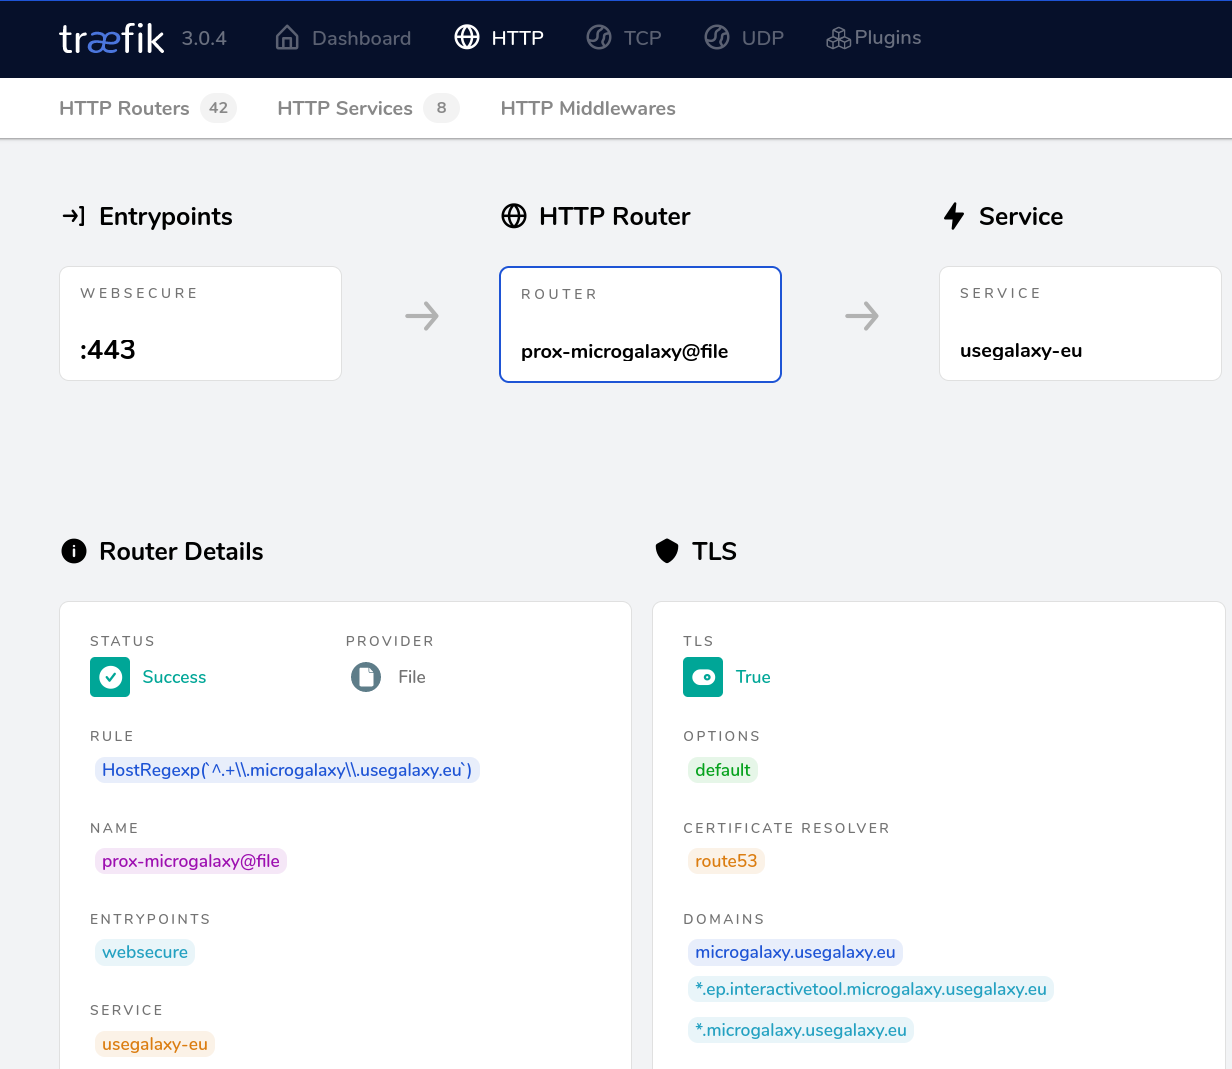 træfik 3.0.4 Dashboard HTTP TCP UDP Plugins
HTTP Routers 42 HTTP Services 8 HTTP Middlewares
Entrypoints
WEBSECURE
:443
HTTP Router
ROUTER
prox-microgalaxy@file
Service
SERVICE
usegalaxy-eu
Router Details
STATUS PROVIDER
Success File
RULE
HostRegexp(`^.+\\.microgalaxy\\.usegalaxy.eu`)
NAME
prox-microgalaxy@file
ENTRYPOINTS
websecure
SERVICE
usegalaxy-eu
TLS
TLS
True
OPTIONS
default
CERTIFICATE RESOLVER
route53
DOMAINS
microgalaxy.usegalaxy.eu
*.ep.interactivetool.microgalaxy.usegalaxy.eu
*.microgalaxy.usegalaxy.eu